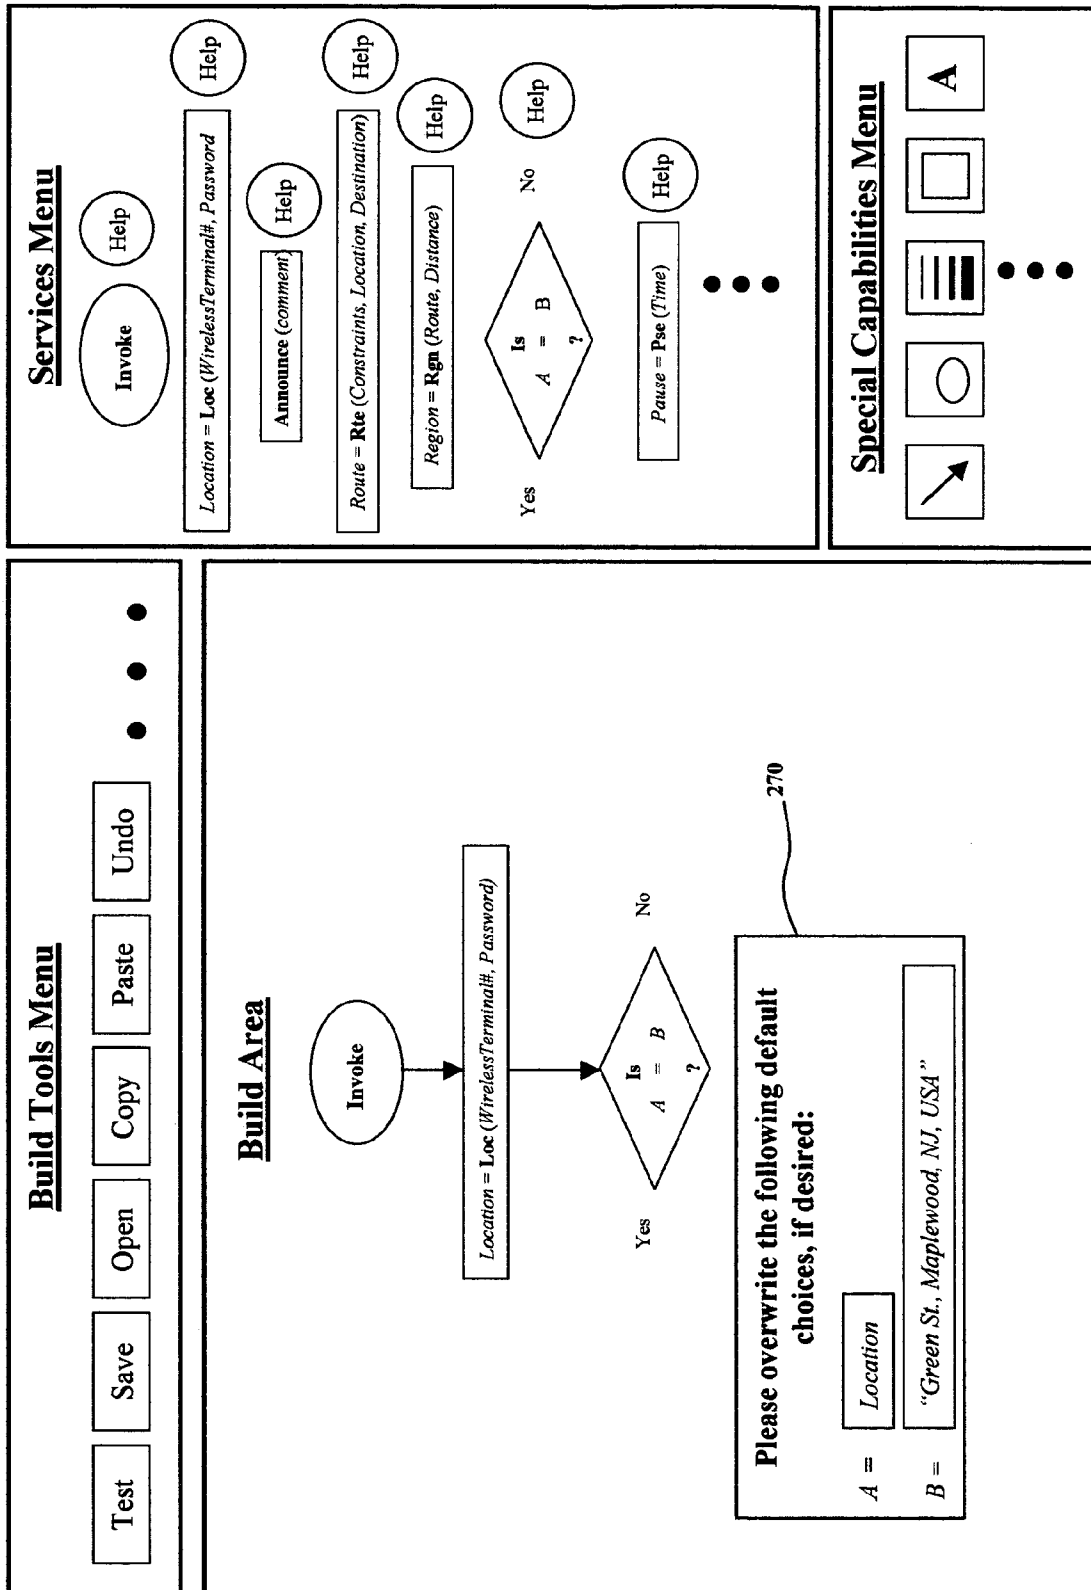 Build Tools Menu
Test
Save
Open
Copy
Paste
Undo
Build Area
Invoke
Location = Loc (WirelessTerminal#, Password)
Is
A = B
?
Yes
No
270
Please overwrite the following default
choices, if desired:
A =
Location
B =
“Green St., Maplewood, NJ, USA”
Services Menu
Invoke
Help
Location = Loc (WirelessTerminal#, Password
Help
Announce (comment)
Help
Route = Rte (Constraints, Location, Destination)
Help
Region = Rgn (Route, Distance)
Help
Is
A = B
?
Yes
No
Help
Pause = Pse (Time)
Help
Special Capabilities Menu
A